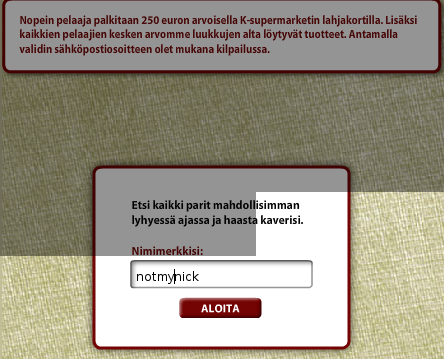 Nopein pelaaja palkitaan 250 euron arvoisella K-supermarketin lahjakortilla. Lisäksi
kaikkien pelaajien kesken arvomme luukkujen alta löytyvät tuotteet. Antamalla
validin sähköpostiosoitteen olet mukana kilpailussa.
Etsi kaikki parit mahdollisimman
lyhyessä ajassa ja haasta kaverisi.
Nimimerkkisi:
notmynick
ALOITA